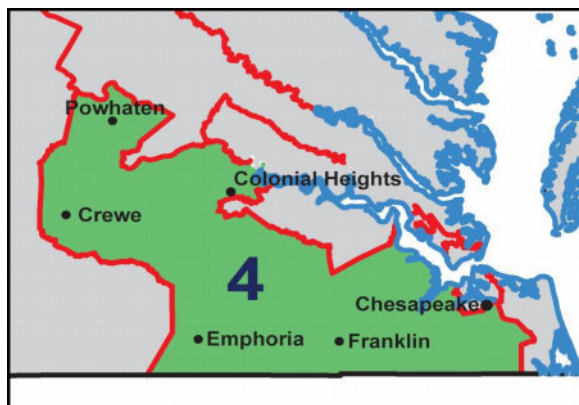 Powhaten
Colonial Heights
Crewe
4
Chesapeake
Emphoria
Franklin